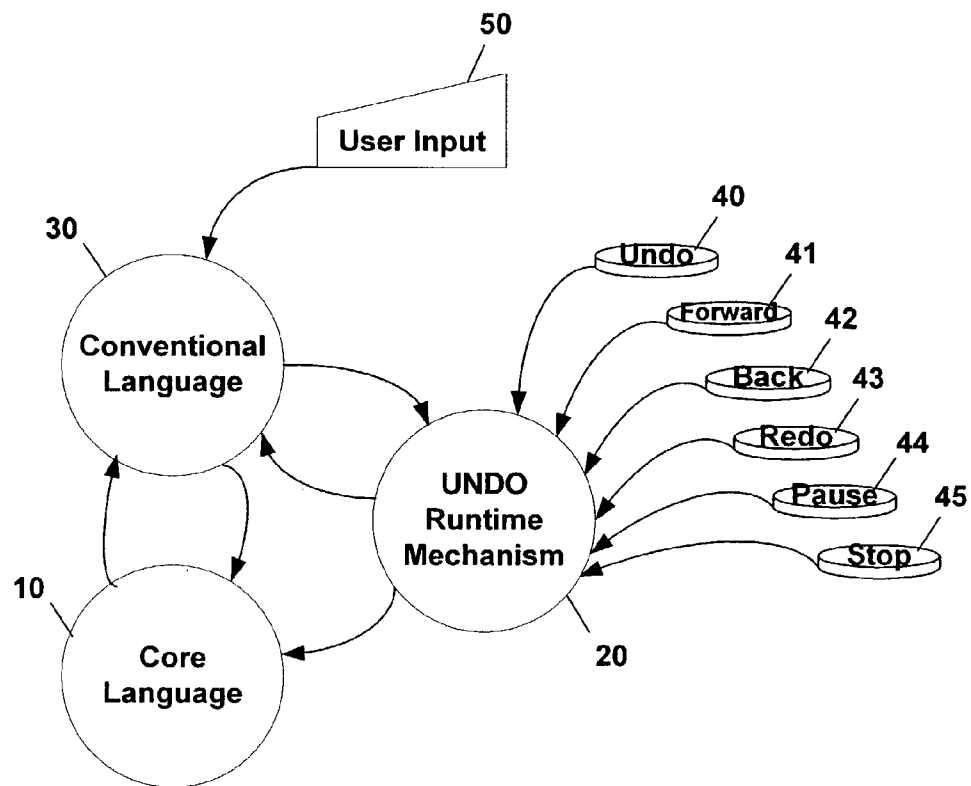 50
User Input
30
40
Undo
41
Forward
42
Conventional
Language
Back
43
Redo
44
UNDO
Runtime
Mechanism
Pause
45
Stop
10
20
Core
Language